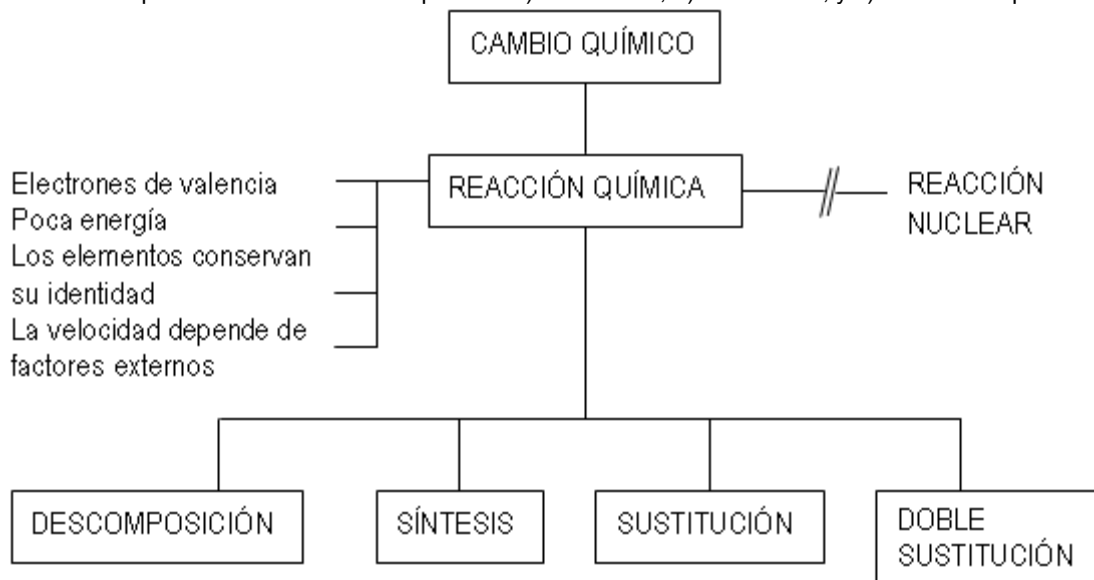 CAMBIO QUÍMICO
REACCIÓN QUÍMICA
REACCIÓN
NUCLEAR
Electrones de valencia
Poca energía
Los elementos conservan
su identidad
La velocidad depende de
factores externos
DESCOMPOSICIÓN
SÍNTESIS
SUSTITUCIÓN
DOBLE
SUSTITUCIÓN